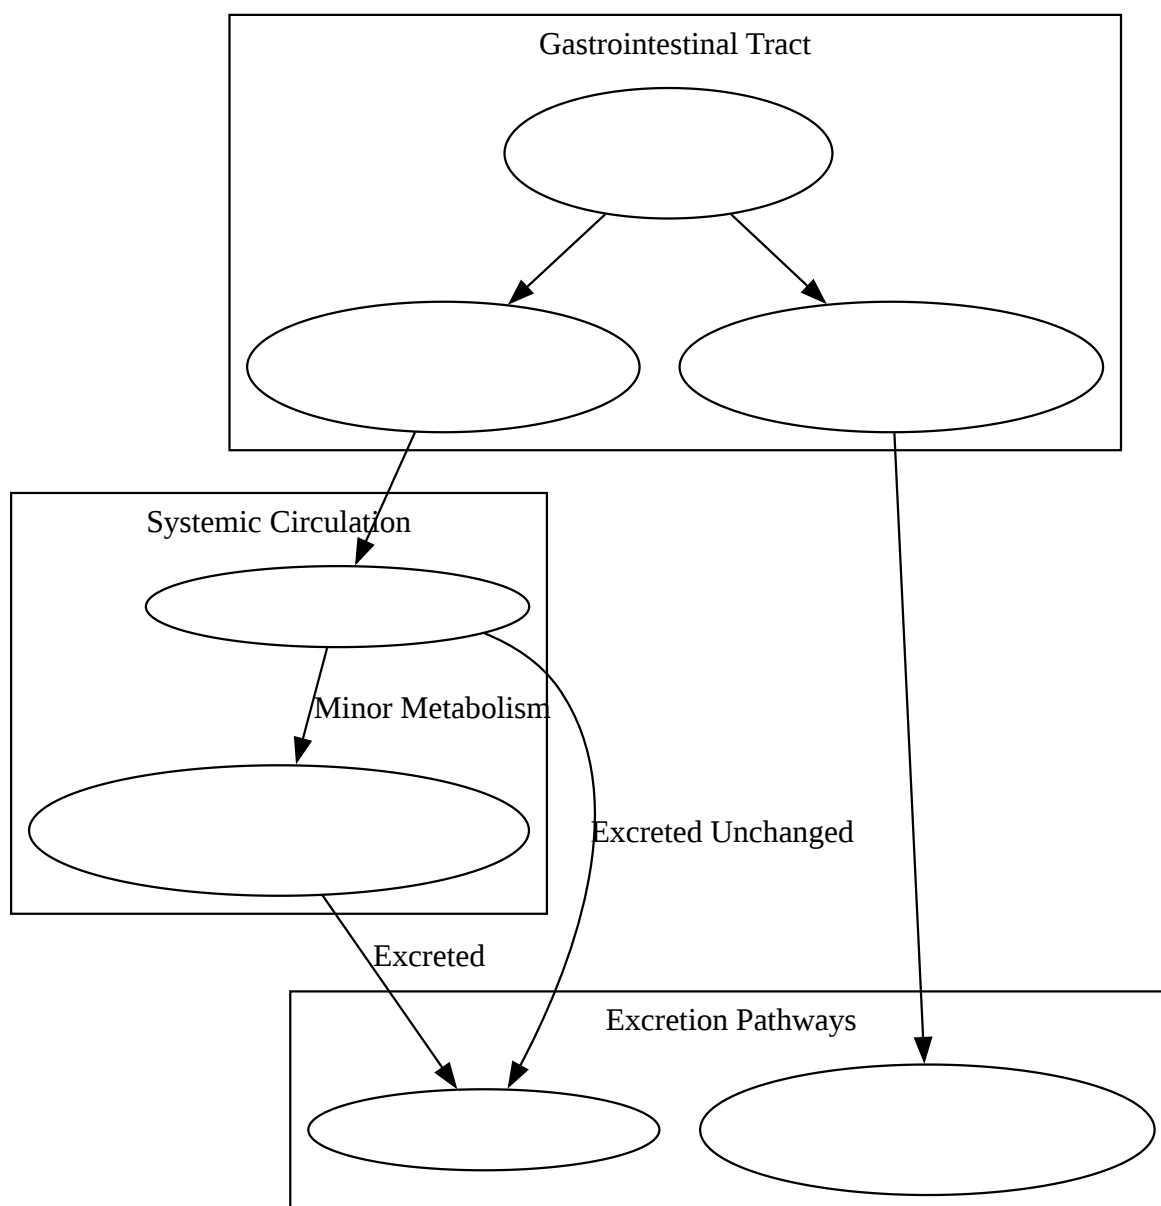 Gastrointestinal Tract
Systemic Circulation
Minor Metabolism
Excreted Unchanged
Excreted
Excretion Pathways